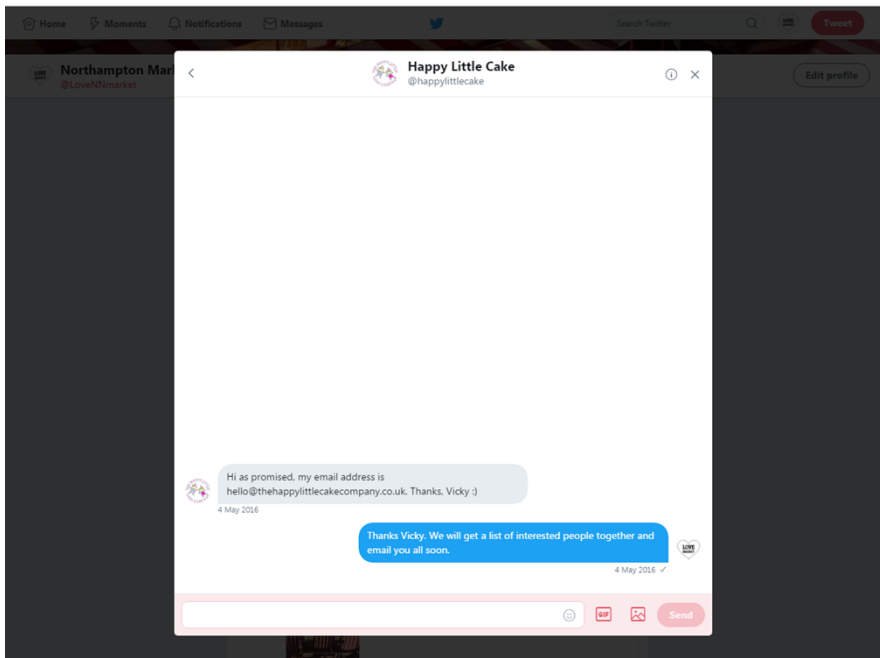 Home Moments Notifications Messages Search Twitter Tweet
Northampton Mar
@LoveNNmarket
Edit profile
Happy Little Cake
@happylittlecake
Hi as promised, my email address is
hello@thehappylittlecakecompany.co.uk. Thanks, Vicky :)
4 May 2016
Thanks Vicky. We will get a list of interested people together and
email you all soon.
LOVE
4 May 2016
GIF
Send